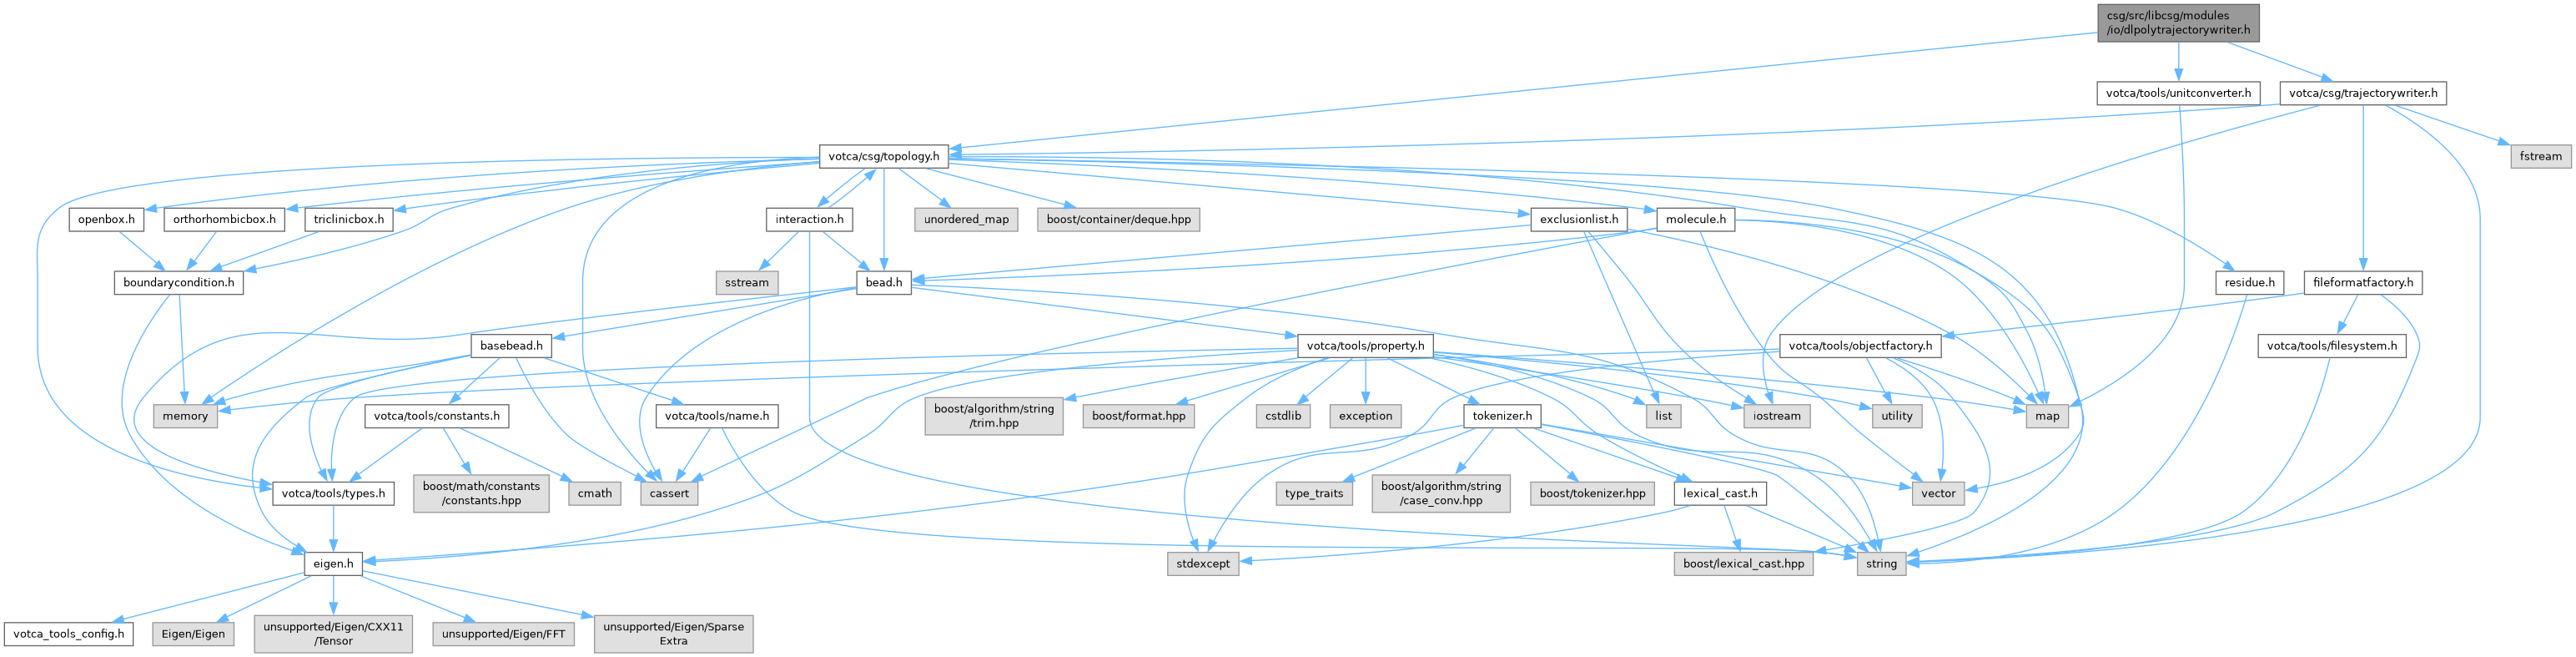 csg/src/libcsg/modules
/io/dlpolytrajectorywriter.h
votca/tools/unitconverter.h
votca/csg/trajectorywriter.h
votca/csg/topology.h
fstream
openbox.h
orthorhombicbox.h
triclinicbox.h
interaction.h
unordered_map
boost/container/deque.hpp
exclusionlist.h
molecule.h
boundarycondition.h
sstream
bead.h
residue.h
fileformatfactory.h
basebead.h
votca/tools/property.h
votca/tools/objectfactory.h
votca/tools/filesystem.h
memory
votca/tools/constants.h
votca/tools/name.h
boost/algorithm/string
/trim.hpp
boost/format.hpp
cstdlib
exception
tokenizer.h
list
iostream
utility
map
votca/tools/types.h
boost/math/constants
/constants.hpp
cmath
cassert
type_traits
boost/algorithm/string
/case_conv.hpp
boost/tokenizer.hpp
lexical_cast.h
vector
eigen.h
stdexcept
boost/lexical_cast.hpp
string
votca_tools_config.h
Eigen/Eigen
unsupported/Eigen/CXX11
/Tensor
unsupported/Eigen/FFT
unsupported/Eigen/Sparse
Extra